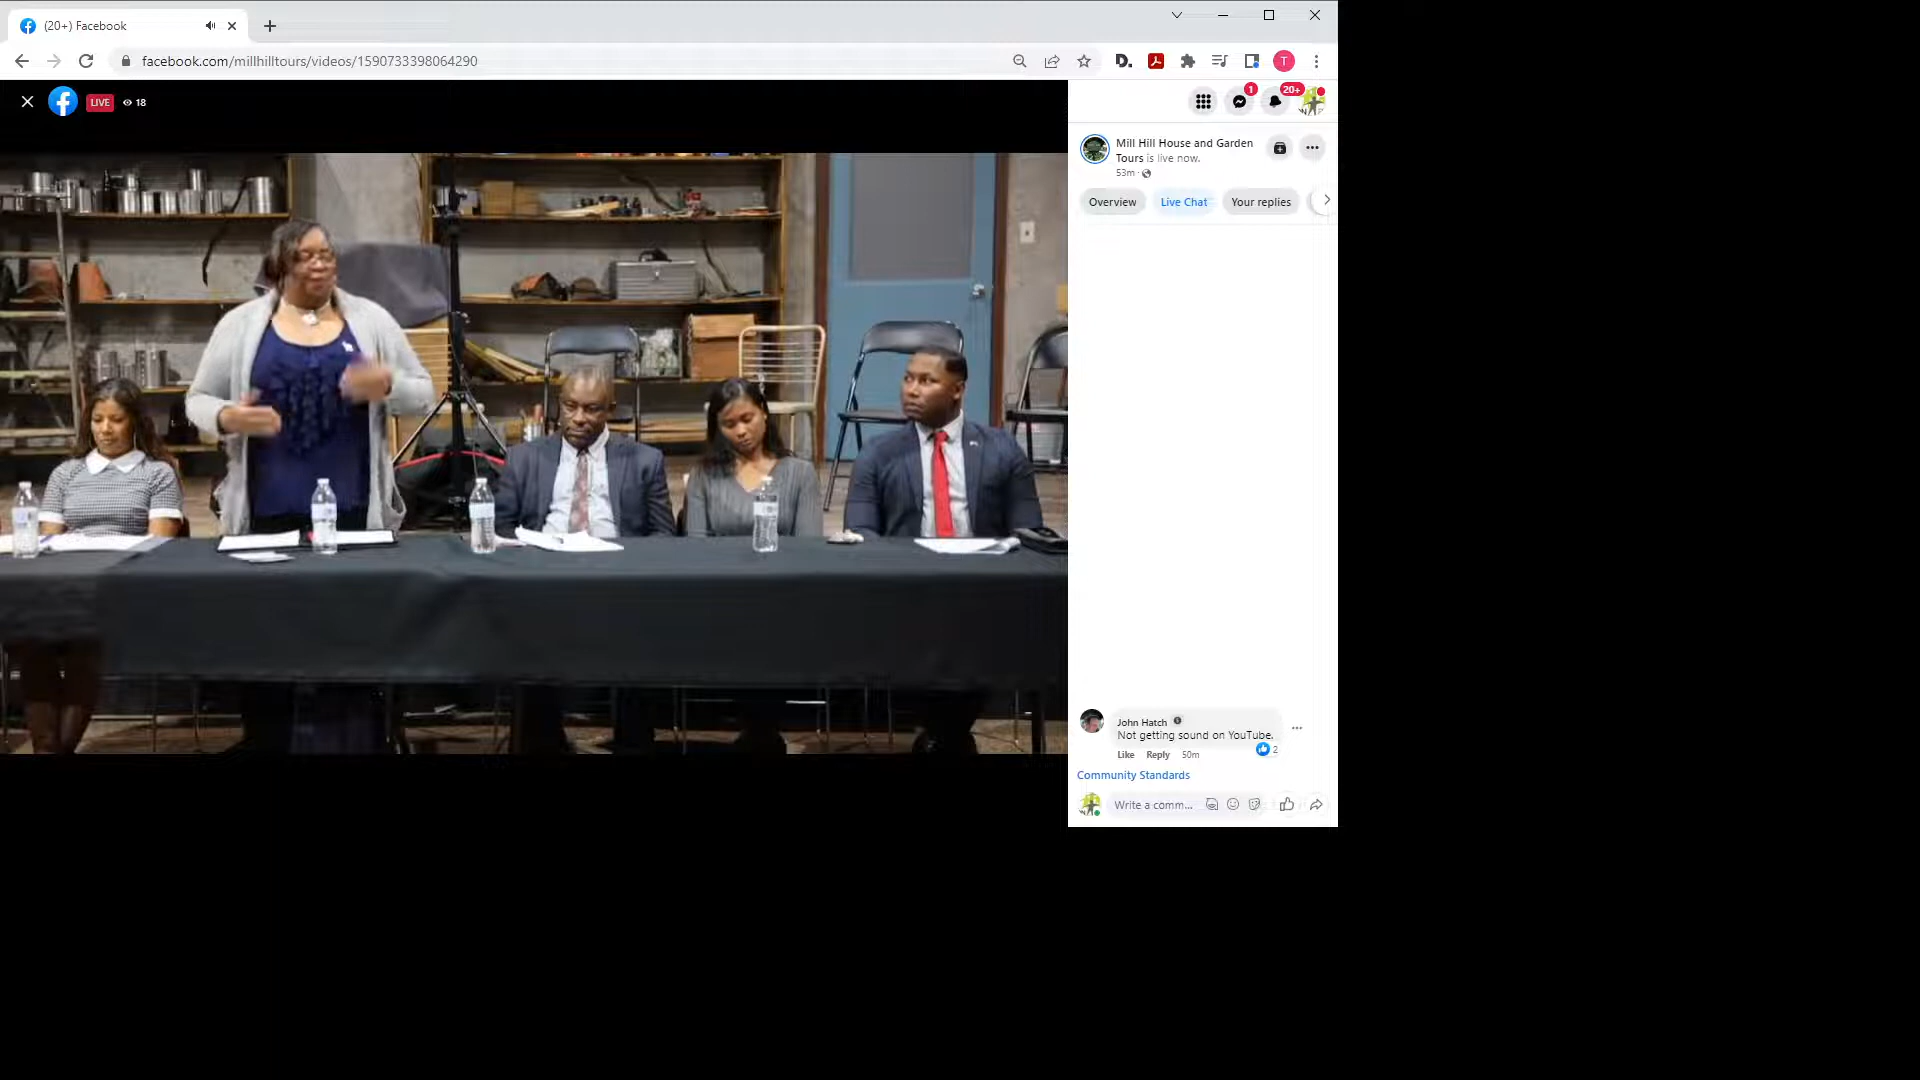 (20+) Facebook
facebook.com/millhilltours/videos/1590733398064290
D.
T
LIVE
18
1
20+
Mill Hill House and Garden
Tours is live now.
53m ·
Overview
Live Chat
Your replies
John Hatch
Not getting sound on YouTube.
2
Like Reply 50m
Community Standards
Write a comm...